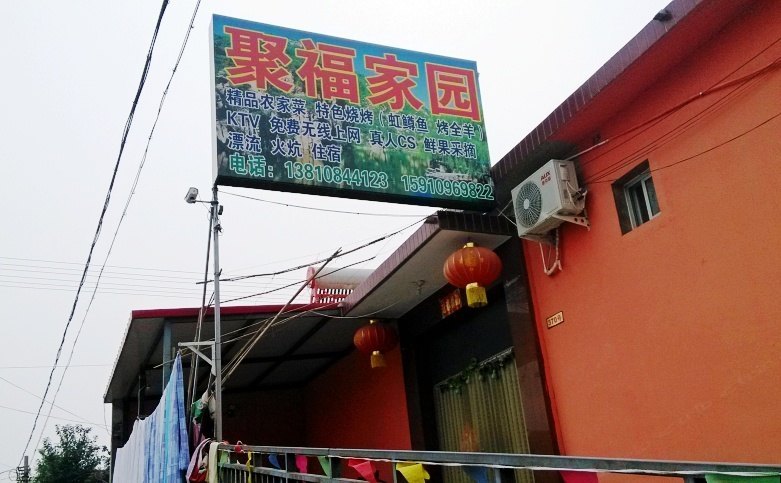 聚福家园
精品农家菜 特色烧烤（虹鳟鱼 烤全羊）
KTV 免费无线上网 真人CS 鲜果采摘
漂流 火炕 住宿
电话：13810844123 15910969822
AUX